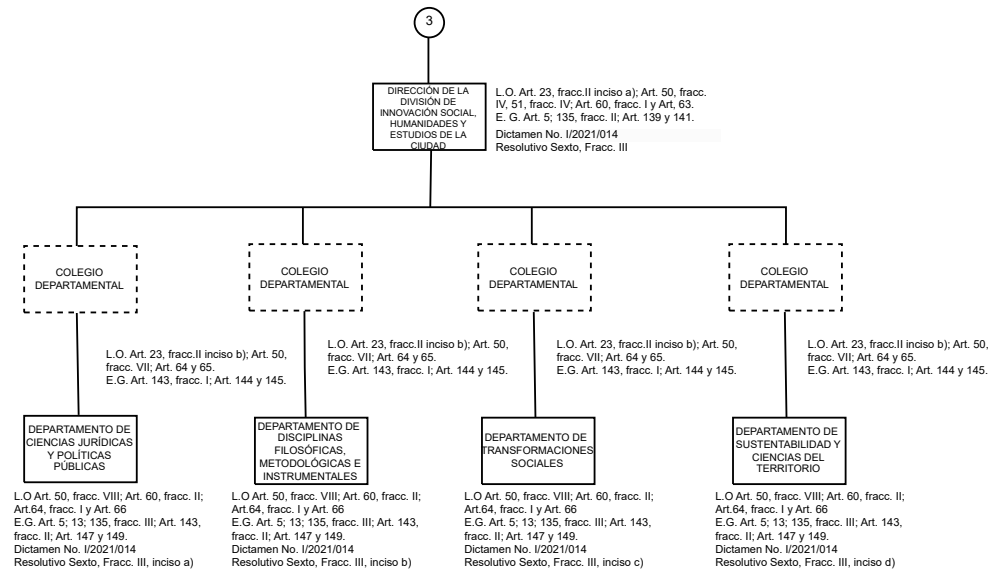 3
DIRECCIÓN DE LA
DIVISIÓN DE
INNOVACIÓN SOCIAL,
HUMANIDADES Y
ESTUDIOS DE LA
CIUDAD
L.O. Art. 23, fracc.II inciso a); Art. 50, fracc.
IV, 51, fracc. IV; Art. 60, fracc. I y Art, 63.
E. G. Art. 5; 135, fracc. II; Art. 139 y 141.
Dictamen No. I/2021/014
Resolutivo Sexto, Fracc. III
COLEGIO
DEPARTAMENTAL
COLEGIO
DEPARTAMENTAL
COLEGIO
DEPARTAMENTAL
COLEGIO
DEPARTAMENTAL
L.O. Art. 23, fracc.II inciso b); Art. 50,
fracc. VII; Art. 64 y 65.
E.G. Art. 143, fracc. I; Art. 144 y 145.
L.O. Art. 23, fracc.II inciso b); Art. 50,
fracc. VII; Art. 64 y 65.
E.G. Art. 143, fracc. I; Art. 144 y 145.
L.O. Art. 23, fracc.II inciso b); Art. 50,
fracc. VII; Art. 64 y 65.
E.G. Art. 143, fracc. I; Art. 144 y 145.
L.O. Art. 23, fracc.II inciso b); Art. 50,
fracc. VII; Art. 64 y 65.
E.G. Art. 143, fracc. I; Art. 144 y 145.
DEPARTAMENTO DE
CIENCIAS JURÍDICAS
Y POLÍTICAS
PÚBLICAS
DEPARTAMENTO DE
DISCIPLINAS
FILOSÓFICAS,
METODOLÓGICAS E
INSTRUMENTALES
DEPARTAMENTO DE
TRANSFORMACIONES
SOCIALES
DEPARTAMENTO DE
SUSTENTABILIDAD Y
CIENCIAS DEL
TERRITORIO
L.O Art. 50, fracc. VIII; Art. 60, fracc. II;
Art.64, fracc. I y Art. 66
E.G. Art. 5; 13; 135, fracc. III; Art. 143,
fracc. II; Art. 147 y 149.
Dictamen No. I/2021/014
Resolutivo Sexto, Fracc. III, inciso a)
L.O Art. 50, fracc. VIII; Art. 60, fracc. II;
Art.64, fracc. I y Art. 66
E.G. Art. 5; 13; 135, fracc. III; Art. 143,
fracc. II; Art. 147 y 149.
Dictamen No. I/2021/014
Resolutivo Sexto, Fracc. III, inciso b)
L.O Art. 50, fracc. VIII; Art. 60, fracc. II;
Art.64, fracc. I y Art. 66
E.G. Art. 5; 13; 135, fracc. III; Art. 143,
fracc. II; Art. 147 y 149.
Dictamen No. I/2021/014
Resolutivo Sexto, Fracc. III, inciso c)
L.O Art. 50, fracc. VIII; Art. 60, fracc. II;
Art.64, fracc. I y Art. 66
E.G. Art. 5; 13; 135, fracc. III; Art. 143,
fracc. II; Art. 147 y 149.
Dictamen No. I/2021/014
Resolutivo Sexto, Fracc. III, inciso d)